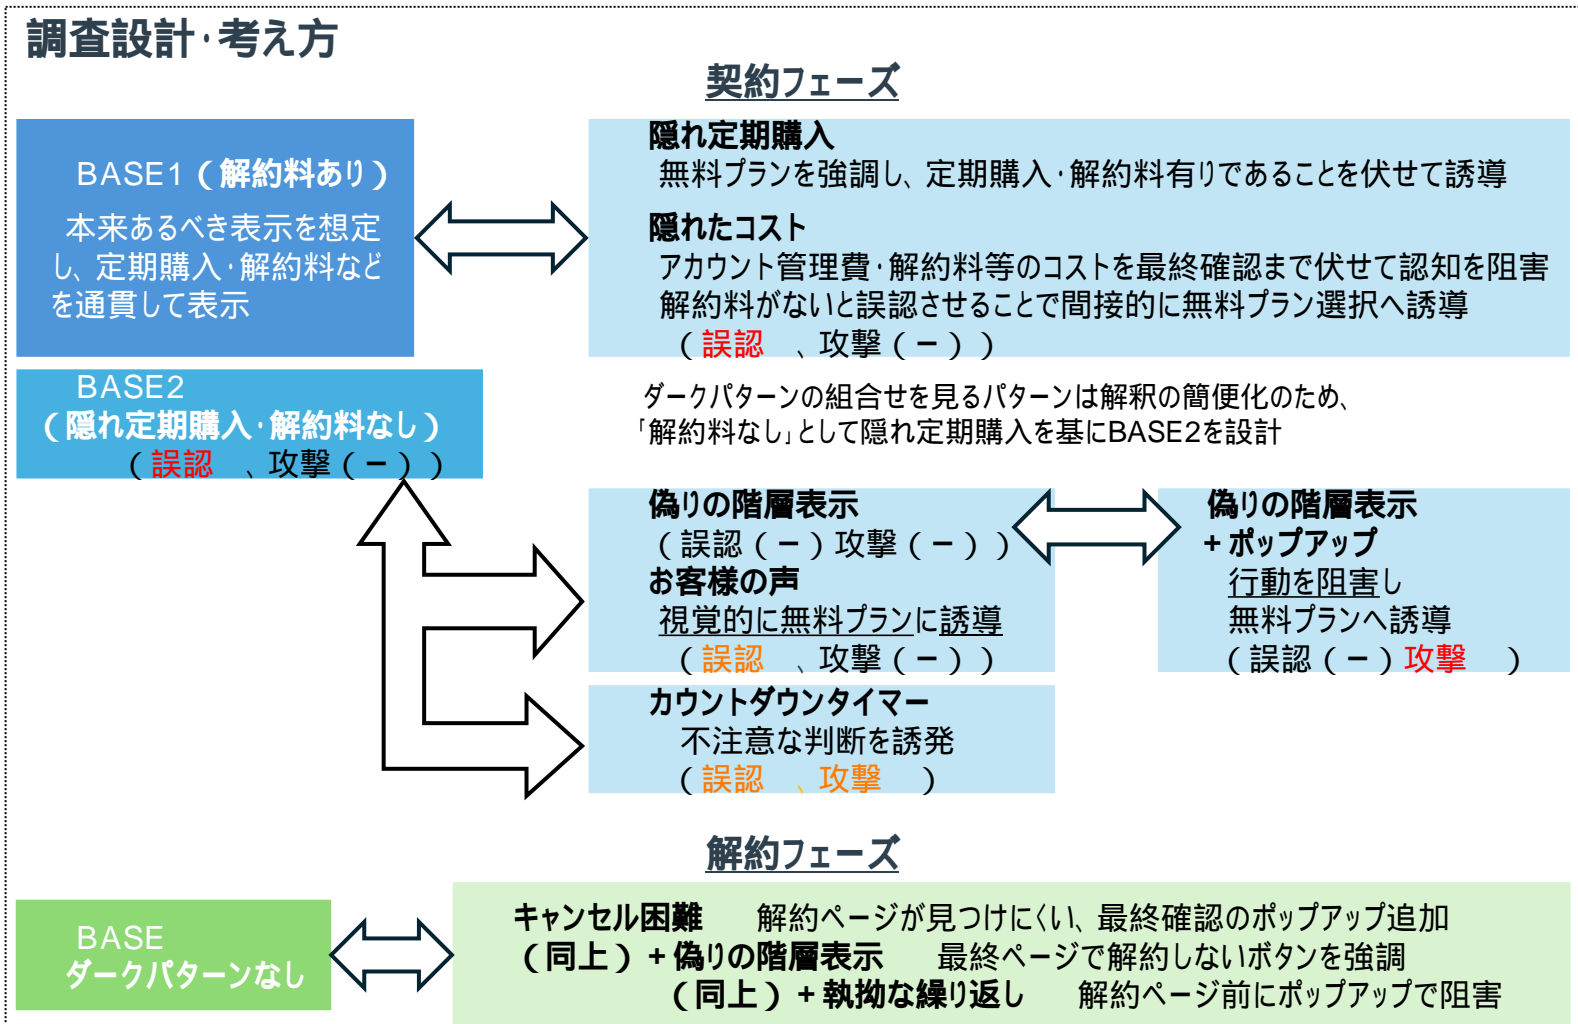 調査設計・考え方
契約フェーズ
BASE1(解約料あり)
本来あるべき表示を想定
し、定期購入・解約料など
を通貫して表示
隠れ定期購入
無料プランを強調し、定期購入・解約料有りであることを伏せて誘導
隠れたコスト
アカウント管理費・解約料等のコストを最終確認まで伏せて認知を阻害
解約料がないと誤認させることで間接的に無料プラン選択へ誘導
(誤認 、攻撃(ー))
BASE2
(隠れ定期購入・解約料なし)
(誤認 、攻撃(ー))
ダークパターンの組合せを見るパターンは解釈の簡便化のため、
「解約料なし」として隠れ定期購入を基にBASE2を設計
偽りの階層表示
(誤認(ー)攻撃(ー))
お客様の声
視覚的に無料プランに誘導
(誤認 、攻撃(ー))
偽りの階層表示
+ポップアップ
行動を阻害し
無料プランへ誘導
(誤認(ー)攻撃 )
カウントダウンタイマー
不注意な判断を誘発
(誤認 、攻撃 )
解約フェーズ
BASE
ダークパターンなし
キャンセル困難 解約ページが見つけにくい、最終確認のポップアップ追加
(同上)+偽りの階層表示 最終ページで解約しないボタンを強調
(同上)+執拗な繰り返し 解約ページ前にポップアップで阻害